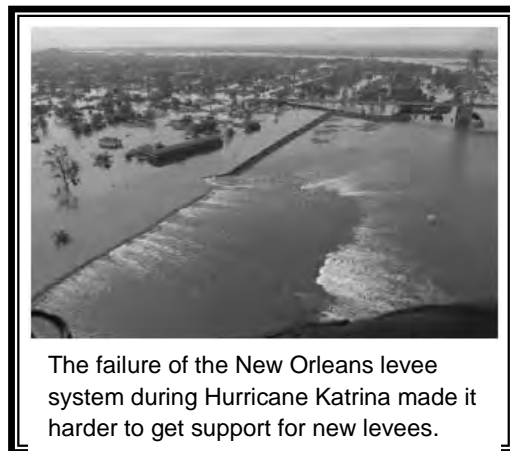 The failure of the New Orleans levee
system during Hurricane Katrina made it
harder to get support for new levees.